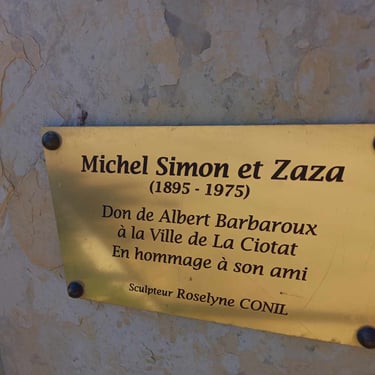 Michel Simon et Zaza
(1895 - 1975)
Don de Albert Barbaroux
à la Ville de La Ciotat
En hommage à son ami
Sculpteur Roselyne CONIL